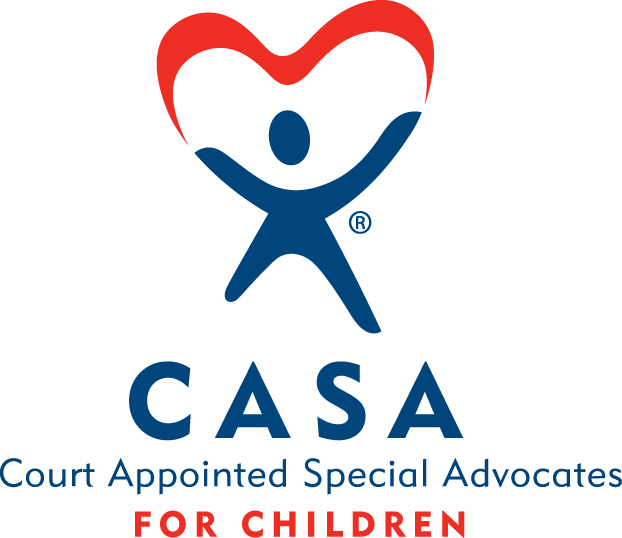 ®
CASA
Court Appointed Special Advocates
FOR CHILDREN